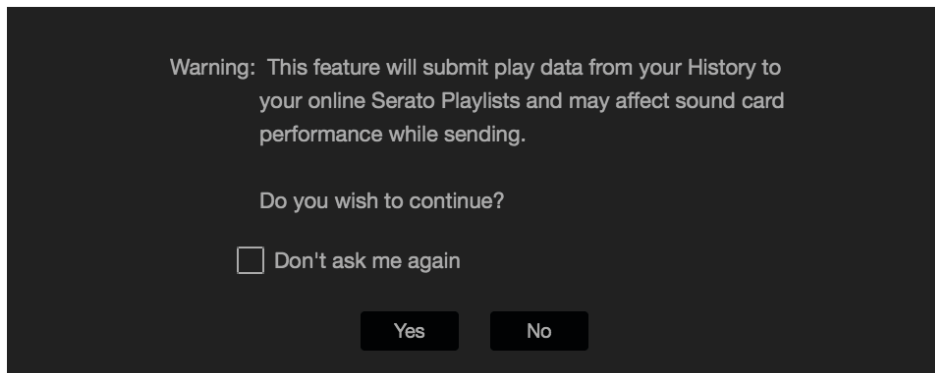 Warning: This feature will submit play data from your History to
your online Serato Playlists and may affect sound card
performance while sending.
Do you wish to continue?
Don't ask me again
Yes No